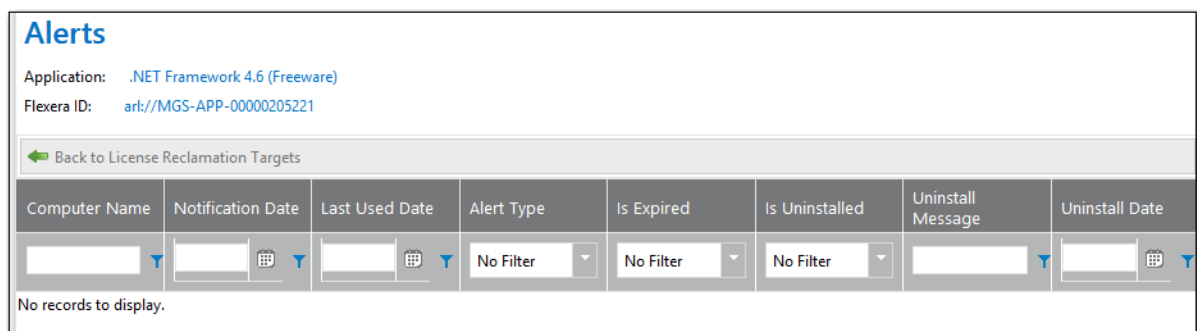 Alerts
Application: .NET Framework 4.6 (Freeware)
Flexera ID: arl://MGS-APP-00000205221
Back to License Reclamation Targets
Computer Name Notification Date Last Used Date Alert Type Is Expired Is Uninstalled Uninstall Message Uninstall Date
No Filter No Filter No Filter
No records to display.